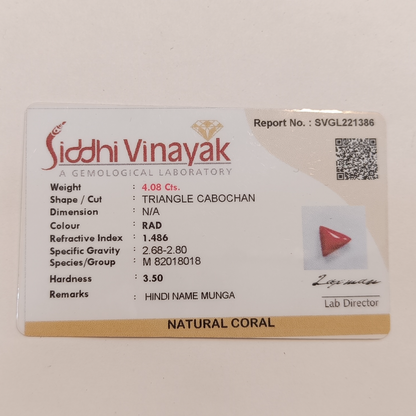 Siddhi Vinayak
A GEMOLOGICAL LABORATORY
Report No. : SVGL221386
Weight : 4.08 Cts.
Shape / Cut : TRIANGLE CABOCHAN
Dimension : N/A
Colour : RAD
Refractive Index : 1.486
Specific Gravity : 2.68-2.80
Species/Group : M 82018018
Hardness : 3.50
Remarks : HINDI NAME MUNGA
Lab Director
NATURAL CORAL